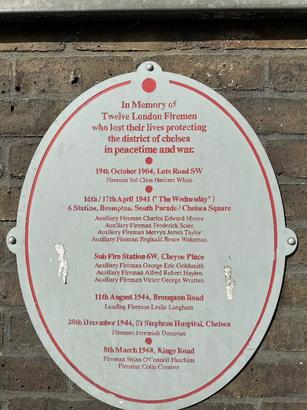 In Memory of
Twelve London Firemen
who lost their lives protecting
the district of chelsea
in peacetime and war.
19th October 1904, Lots Road SW
Fireman 3rd Class Herbert White
16th / 17th April 1941 ("The Wednesday")
6 Station, Brompton, South Parade / Chelsea Square
Auxiliary Fireman Charles Edward Moore
Auxiliary Fireman Frederick Scate
Auxiliary Fireman Mervyn James Taylor
Auxiliary Fireman Reginald Bruce Wakeman
Sub Fire Station 6W, Cheyne Place
Auxiliary Fireman George Eric Goldsmith
Auxiliary Fireman Alfred Robert Hayles
Auxiliary Fireman Victor George Wratten
11th August 1944, Brompton Road
Leading Fireman Leslie Langham
20th December 1944, St Stephens Hospital, Chelsea
Fireman Jeremiah Donovan
8th March 1968, Kings Road
Fireman Brian O'Connell Hutchins
Fireman Colin Comber